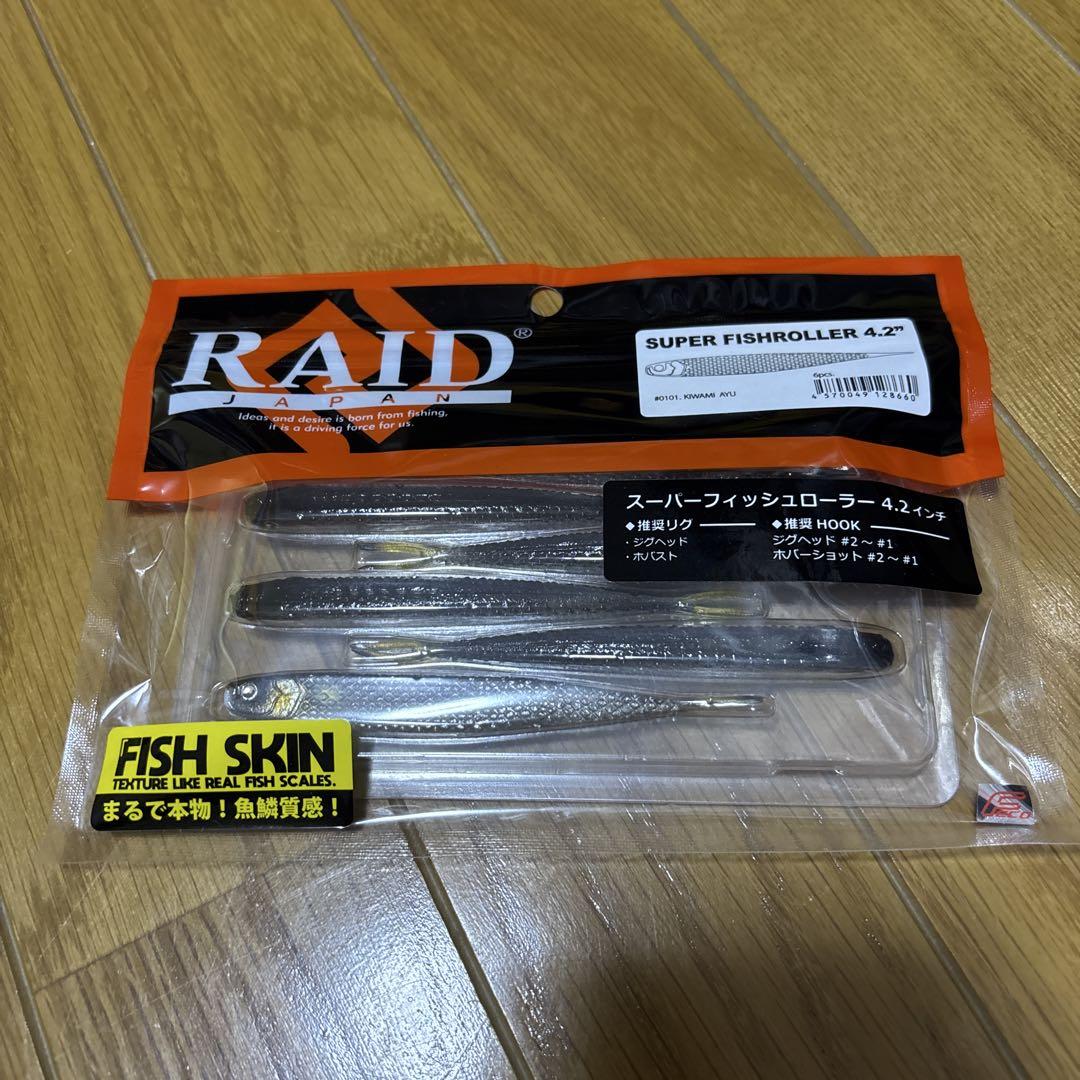 RAID®
JAPAN
Ideas and desire is born from fishing,
it is a driving force for us.
SUPER FISHROLLER 4.2”
6pcs.
#0101. KIWAMI AYU
4 570049 128660
スーパーフィッシュローラー 4.2インチ
◆推奨リグ
・ジグヘッド
・ホバスト
◆推奨 HOOK
ジグヘッド #2～#1
ホバーショット #2～#1
FISH SKIN
TEXTURE LIKE REAL FISH SCALES.
まるで本物！魚鱗質感！
FECO